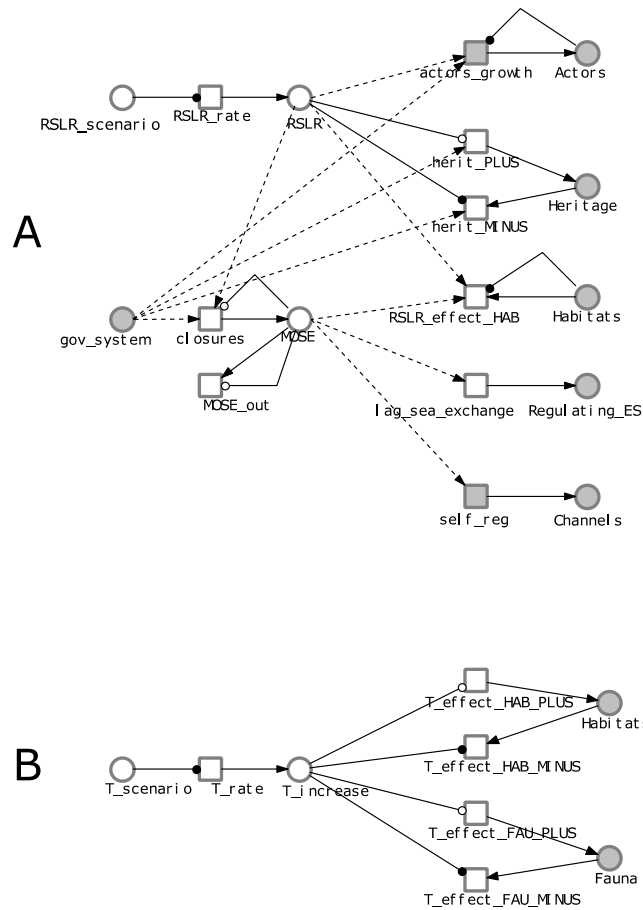 A
actors_growth
Actors
RSLR_scenario
RSLR_rate
RSLR
herit_PLUS
Heritage
herit_MINUS
RSLR_effect_HAB
Habitats
gov_system
closures
MOSE
MOSE_out
lag_sea_exchange
Regulating_ES
self_reg
Channels
B
T_effect_HAB_PLUS
Habitats
T_effect_HAB_MINUS
T_scenario
T_rate
T_increase
T_effect_FAU_PLUS
Fauna
T_effect_FAU_MINUS